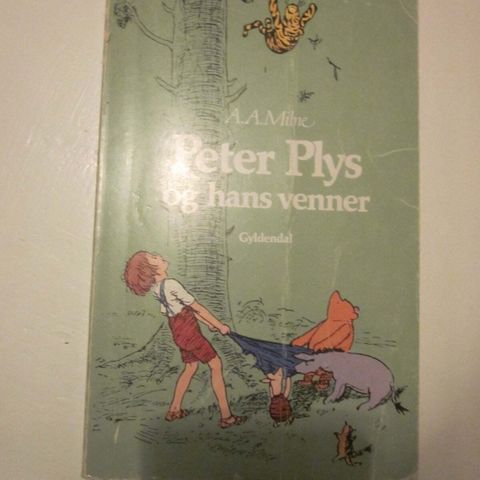 A.A.Milne
Peter Plys
og hans venner
Gyldendal